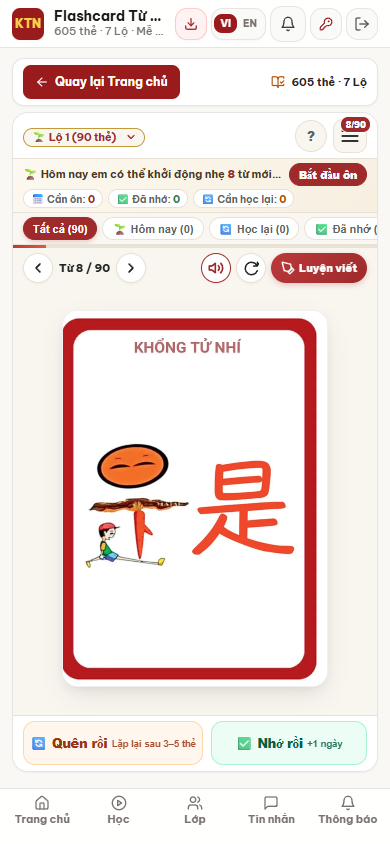 KTN
Flashcard Từ ...
605 thẻ · 7 Lộ · Mễ ...
VI EN
Quay lại Trang chủ
605 thẻ · 7 Lộ
Lộ 1 (90 thẻ)
?
8/90
Hôm nay em có thể khởi động nhẹ 8 từ mới...
Bắt đầu ôn
Cần ôn: 0
Đã nhớ: 0
Cần học lại: 0
Tất cả (90)
Hôm nay (0)
Học lại (0)
Đã nhớ (
Từ 8 / 90
Luyện viết
KHỔNG TỬ NHÍ
是
Quên rồi Lặp lại sau 3–5 thẻ
Nhớ rồi +1 ngày
Trang chủ
Học
Lớp
Tin nhắn
Thông báo